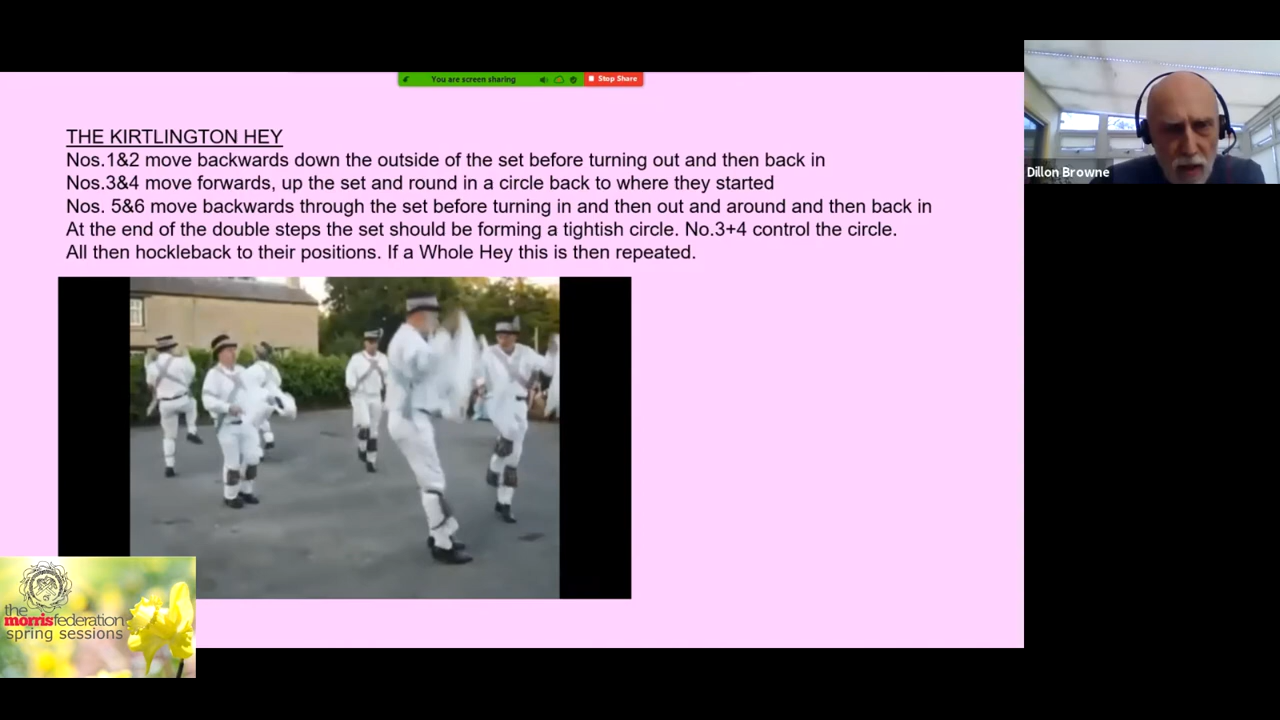 You are screen sharing
Stop Share
THE KIRTLINGTON HEY
Nos.1&2 move backwards down the outside of the set before turning out and then back in
Nos.3&4 move forwards, up the set and round in a circle back to where they started
Nos. 5&6 move backwards through the set before turning in and then out and around and then back in
At the end of the double steps the set should be forming a tightish circle. No.3+4 control the circle.
All then hockleback to their positions. If a Whole Hey this is then repeated.
Dillon Browne
the
morrisfederation
spring sessions